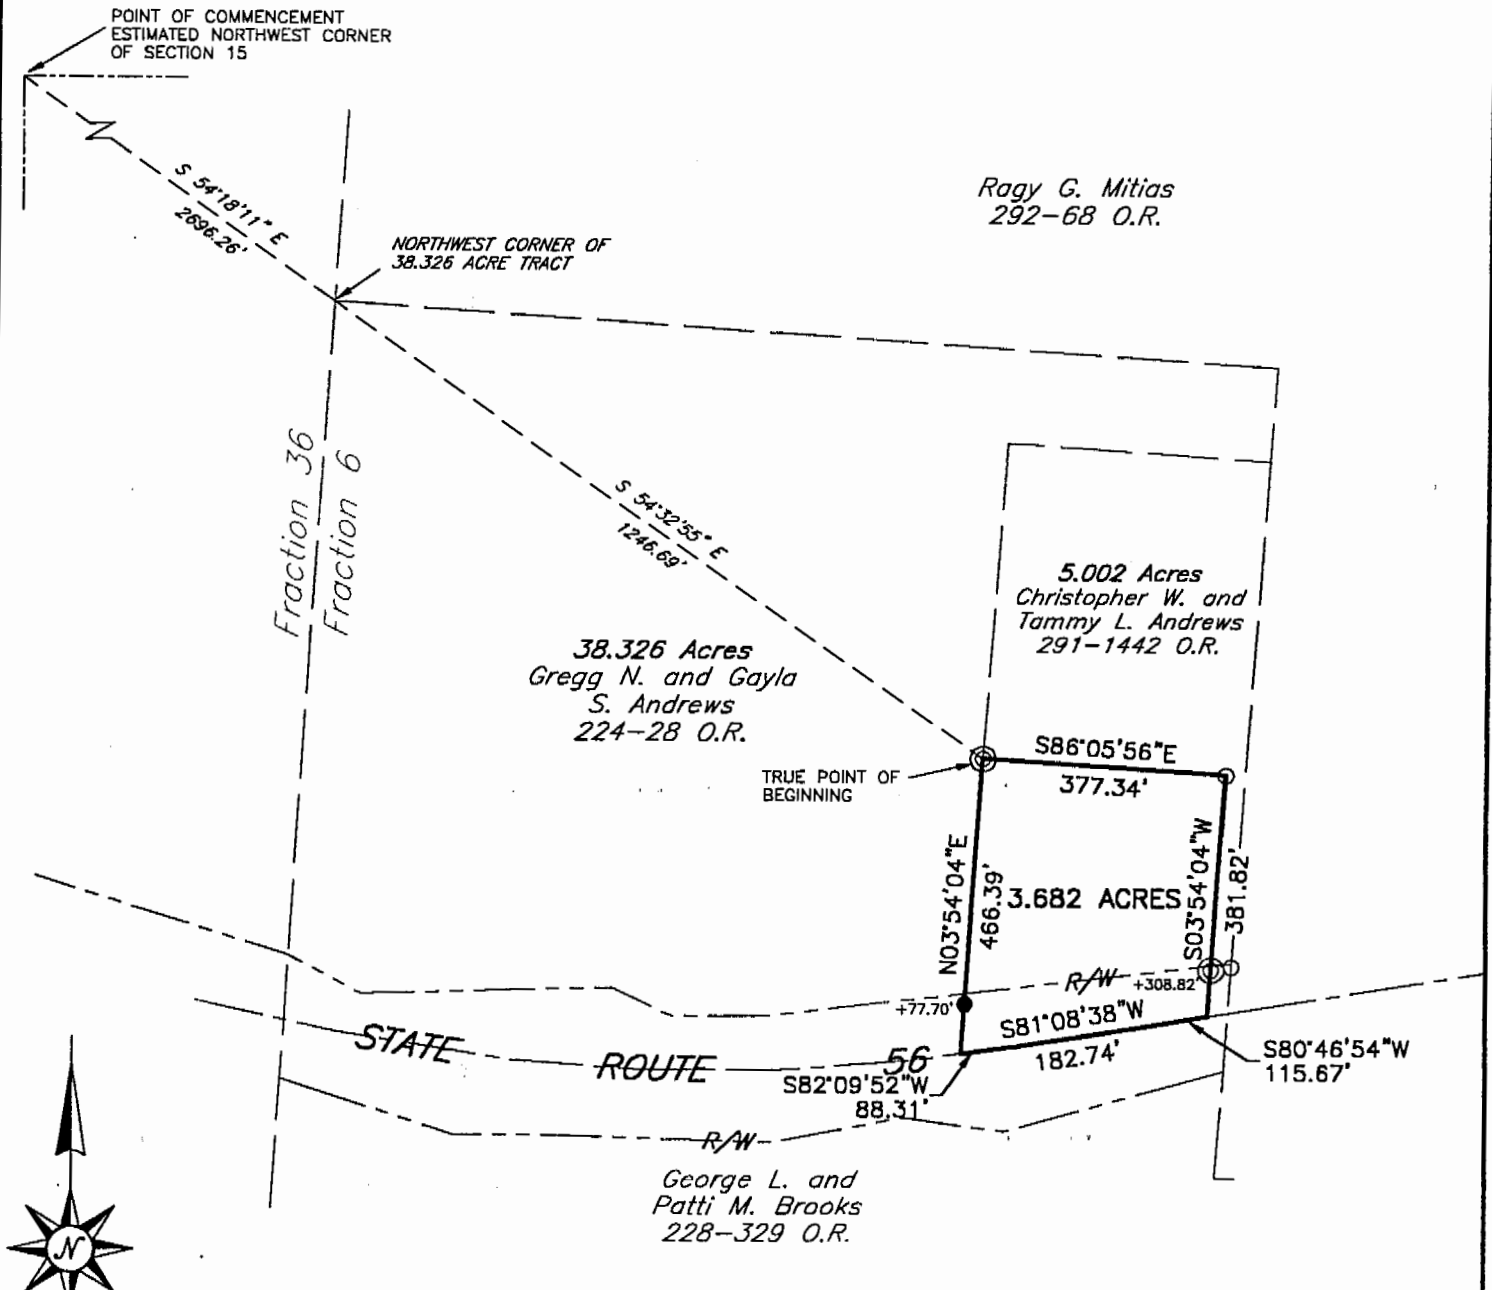 POINT OF COMMENCEMENT
ESTIMATED NORTHWEST CORNER
OF SECTION 15
S 54°18'11" E
2696.26'
Ragy G. Mitias
292-68 O.R.
NORTHWEST CORNER OF
38.326 ACRE TRACT
Fraction 36
Fraction 6
S 54°32'55" E
1246.69'
5.002 Acres
Christopher W. and
Tammy L. Andrews
291-1442 O.R.
38.326 Acres
Gregg N. and Gayla
S. Andrews
224-28 O.R.
TRUE POINT OF
BEGINNING
S86°05'56"E
377.34'
N03°54'04"E
466.39'
3.682 ACRES
S03°54'04"W
381.82'
R/W
+308.82'
+77.70'
S81°08'38"W
182.74'
STATE ROUTE 56
S82°09'52"W
88.31'
S80°46'54"W
115.67'
R/W
George L. and
Patti M. Brooks
228-329 O.R.
N